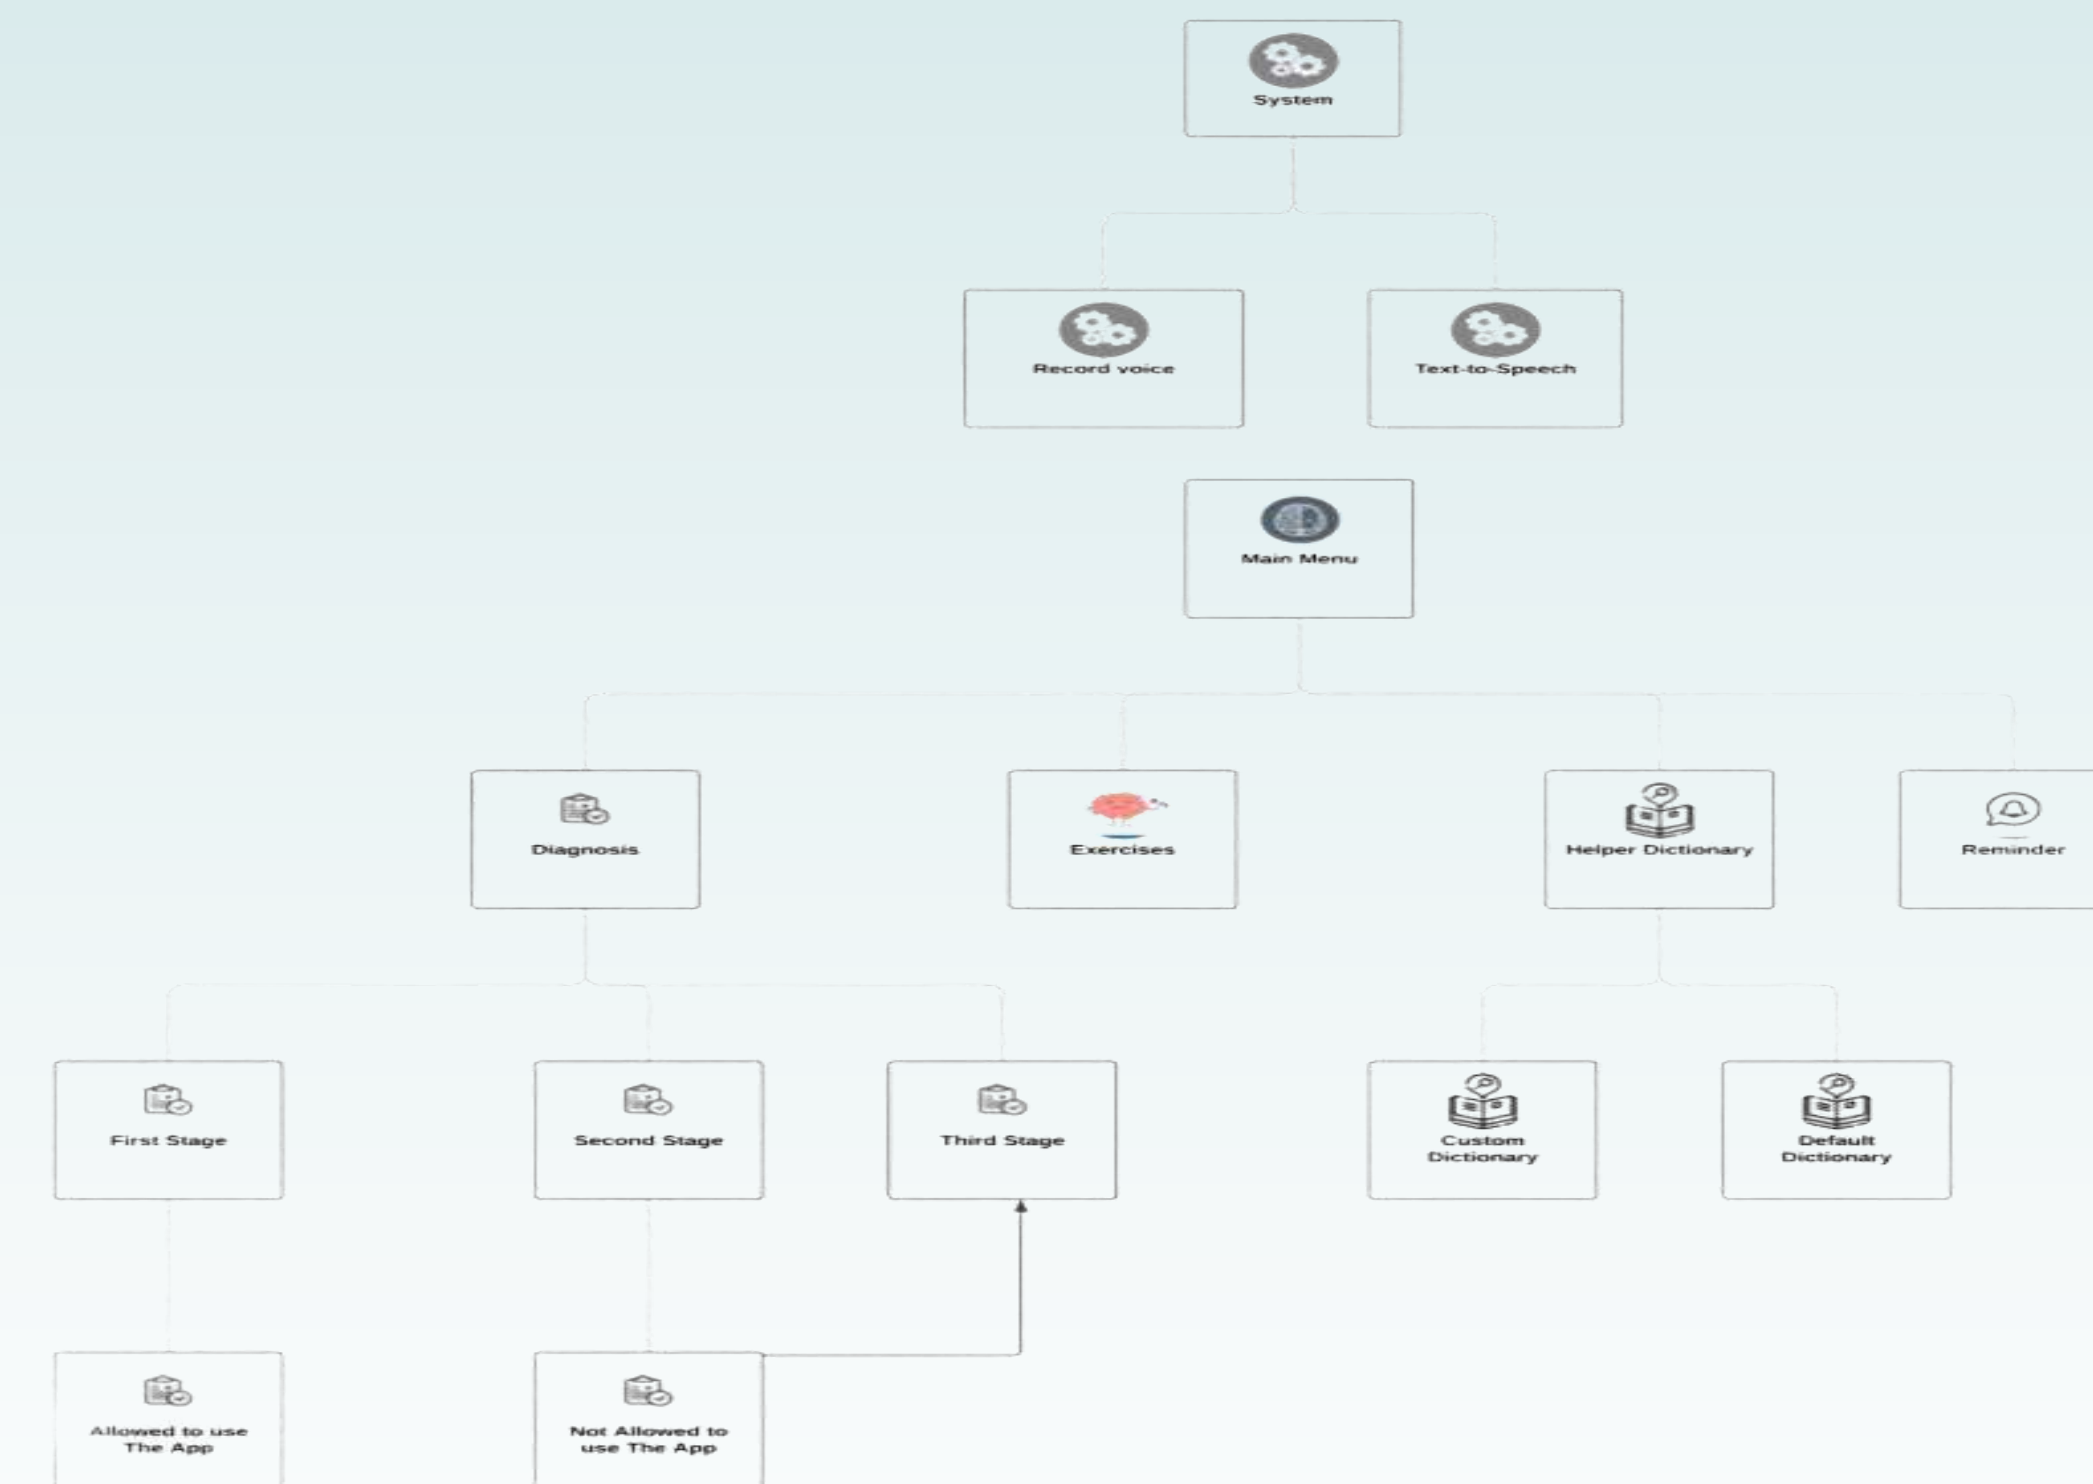 System
Record voice
Text-to-Speech
Main Menu
Diagnosis
Exercises
Helper Dictionary
Reminder
First Stage
Second Stage
Third Stage
Custom
Dictionary
Default
Dictionary
Allowed to use
The App
Not Allowed to
use The App